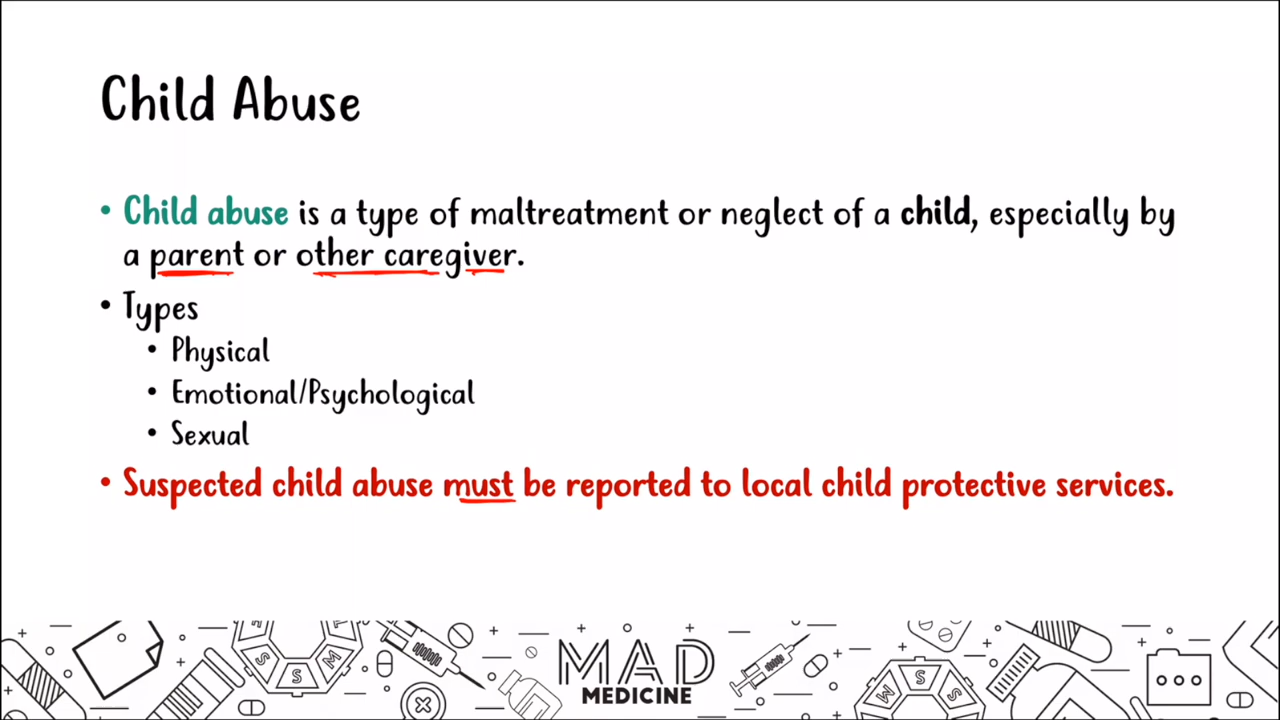 Child Abuse
• Child abuse is a type of maltreatment or neglect of a child, especially by
a parent or other caregiver.
• Types
• Physical
• Emotional/Psychological
• Sexual
• Suspected child abuse must be reported to local child protective services.
S S M
M S S
MAD
MEDICINE